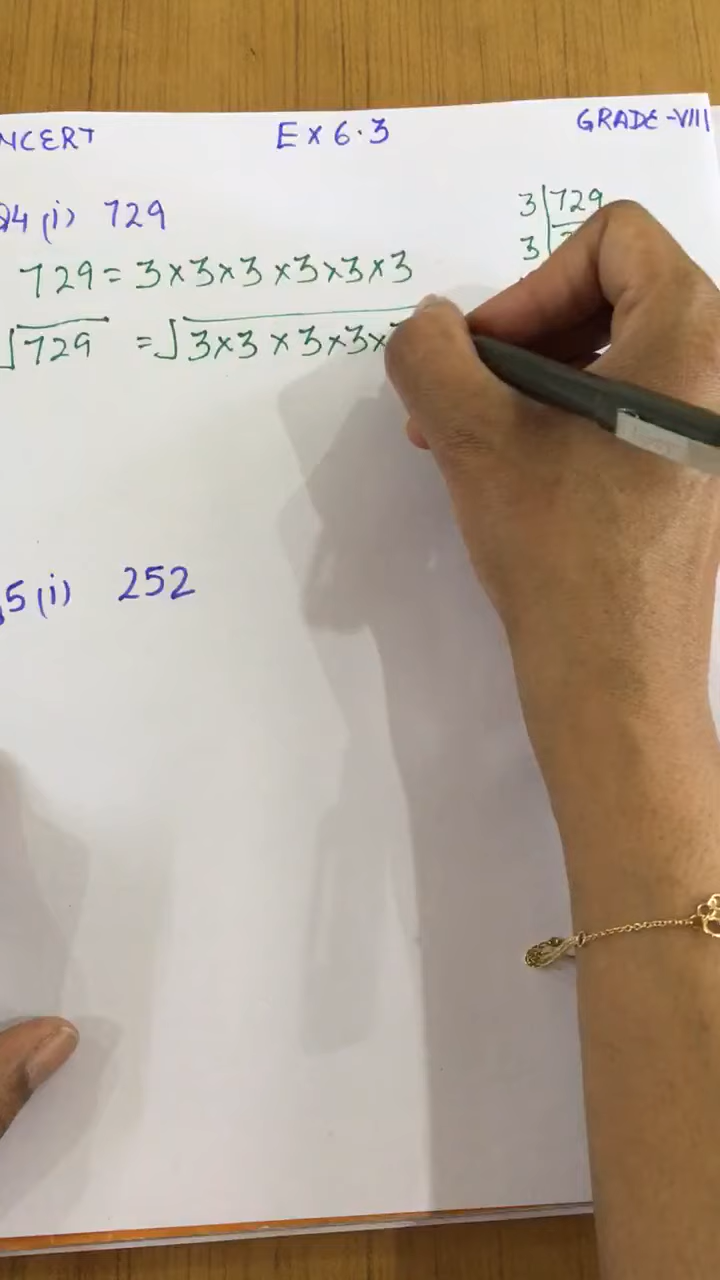 NCERT Ex 6.3 GRADE-VIII
Q4 (i) 729
3 | 729
3 |
729 = 3×3×3×3×3×3
√729 = √3×3×3×3×
5 (i) 252